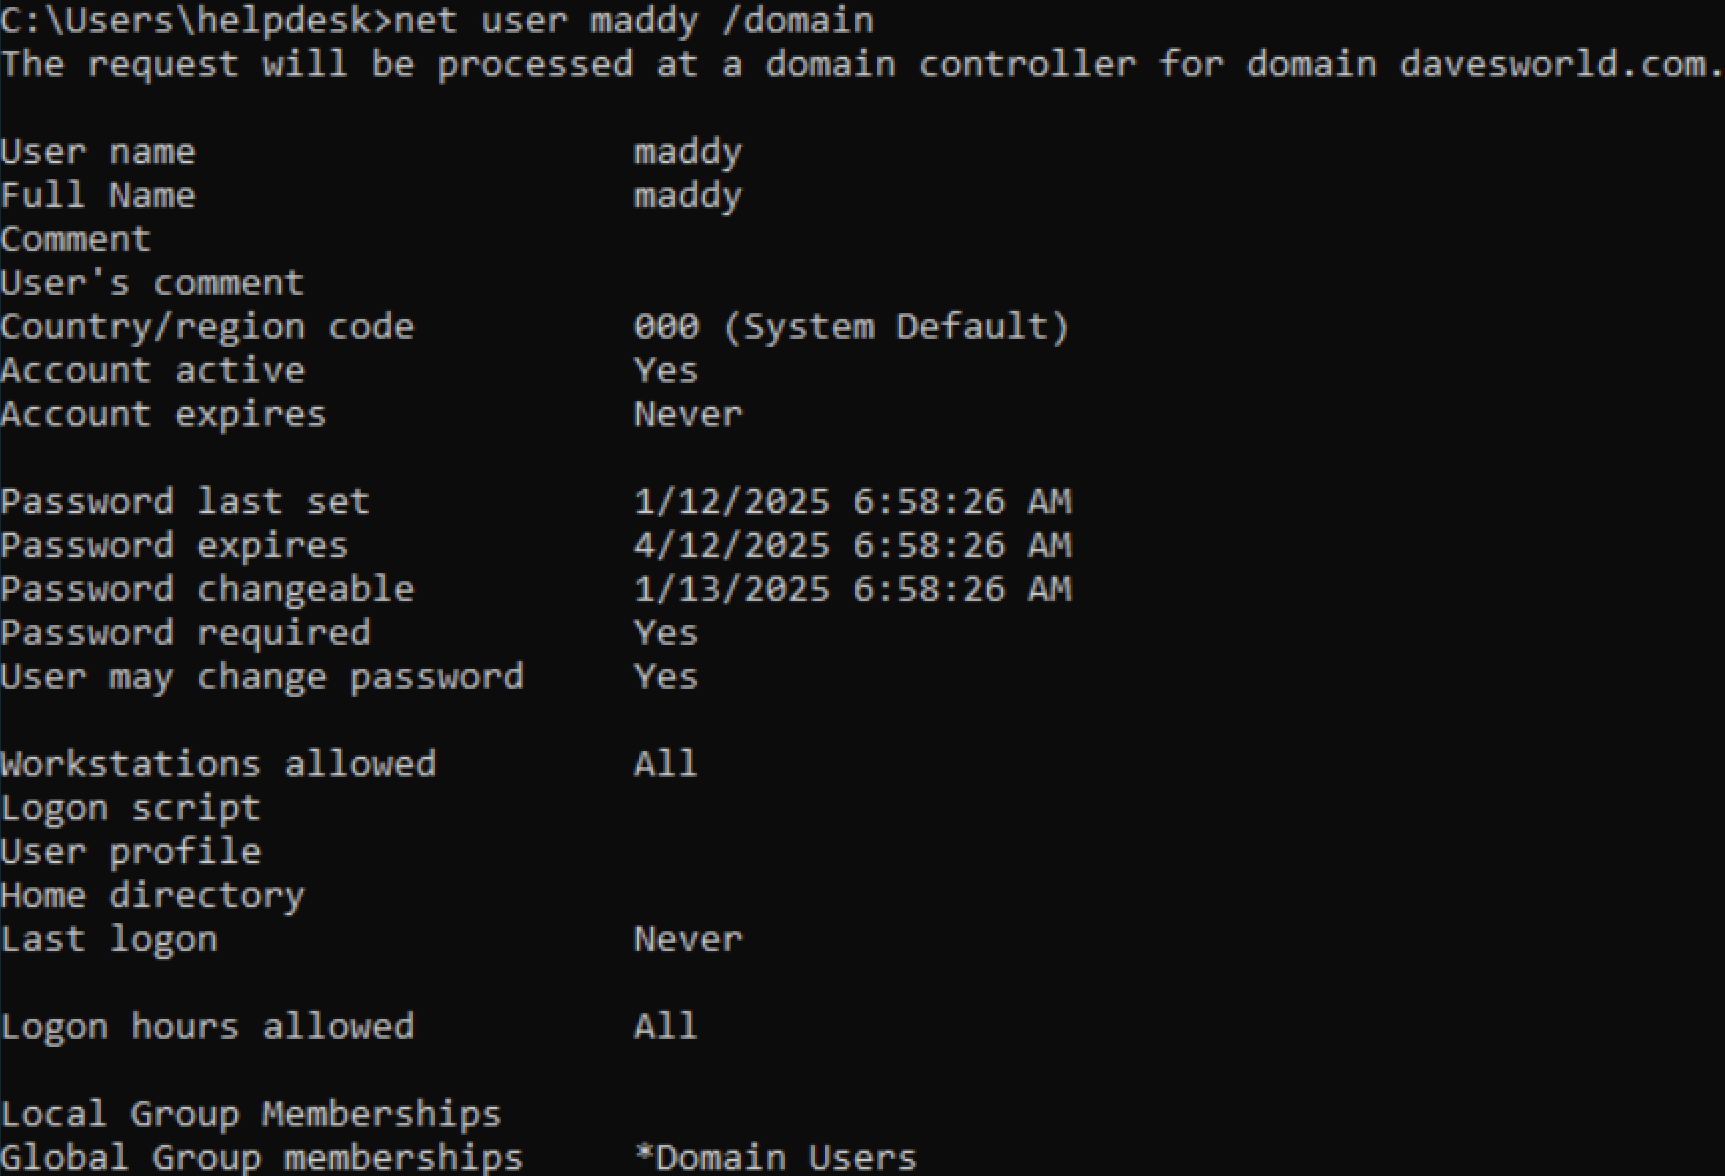 C:\Users\helpdesk>net user maddy /domain
The request will be processed at a domain controller for domain davesworld.com.
User name                    maddy
Full Name                    maddy
Comment
User's comment
Country/region code          000 (System Default)
Account active               Yes
Account expires              Never
Password last set            1/12/2025 6:58:26 AM
Password expires             4/12/2025 6:58:26 AM
Password changeable          1/13/2025 6:58:26 AM
Password required            Yes
User may change password     Yes
Workstations allowed         All
Logon script
User profile
Home directory
Last logon                   Never
Logon hours allowed          All
Local Group Memberships
Global Group memberships     *Domain Users